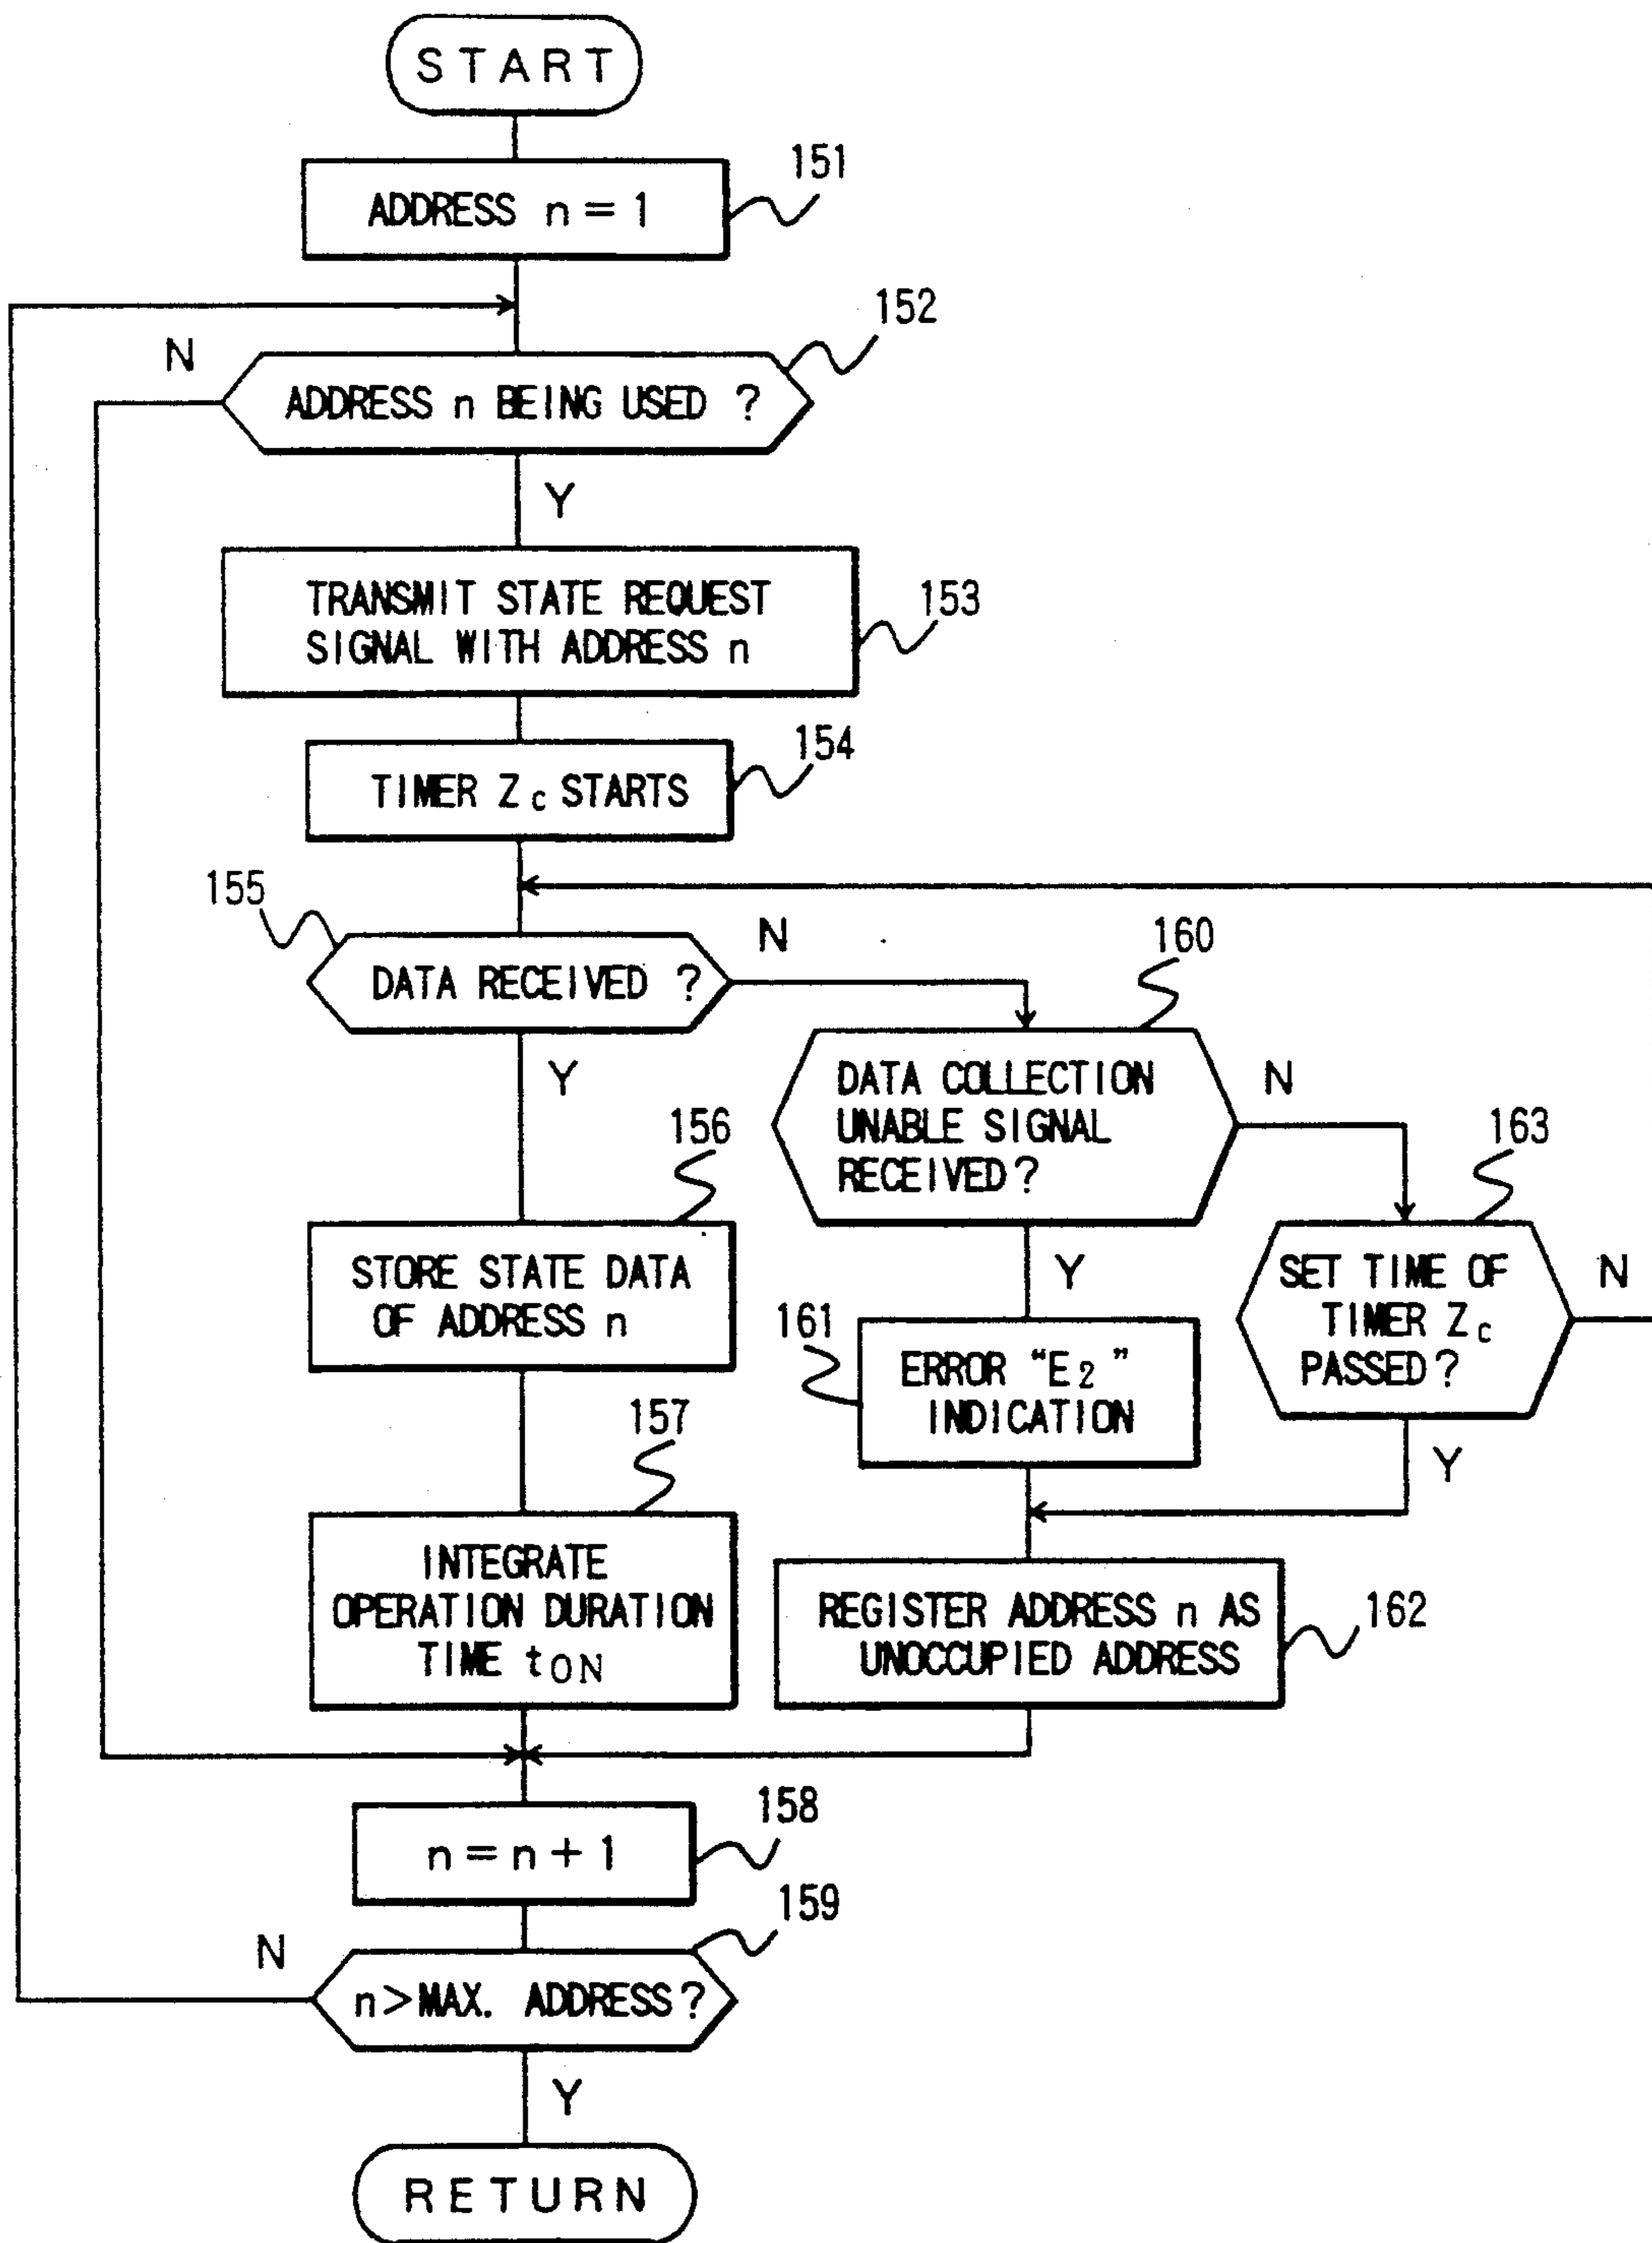 START
ADDRESS n = 1
151
152
N
ADDRESS n BEING USED ?
Y
TRANSMIT STATE REQUEST
SIGNAL WITH ADDRESS n
153
154
TIMER Zc STARTS
155
DATA RECEIVED ?
N
160
Y
DATA COLLECTION
UNABLE SIGNAL
RECEIVED?
N
163
156
STORE STATE DATA
OF ADDRESS n
Y
SET TIME OF
TIMER Zc
PASSED?
N
161
ERROR "E2"
INDICATION
Y
157
INTEGRATE
OPERATION DURATION
TIME tON
REGISTER ADDRESS n AS
UNOCCUPIED ADDRESS
162
158
n = n + 1
159
N
n > MAX. ADDRESS?
Y
RETURN